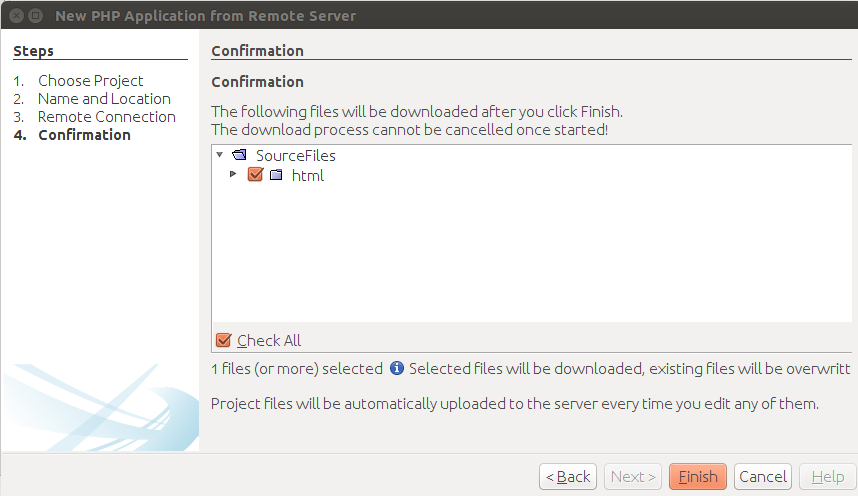 New PHP Application from Remote Server
Steps
1. Choose Project
2. Name and Location
3. Remote Connection
4. Confirmation
Confirmation
Confirmation
The following files will be downloaded after you click Finish.
The download process cannot be cancelled once started!
SourceFiles
html
Check All
1 files (or more) selected Selected files will be downloaded, existing files will be overwritt
Project files will be automatically uploaded to the server every time you edit any of them.
< Back Next > Finish Cancel Help